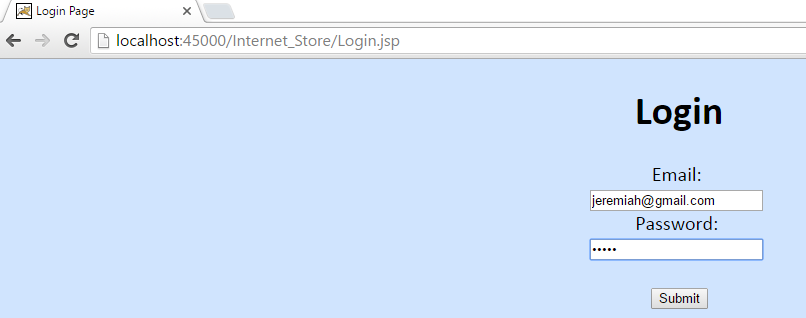 Login Page
localhost:45000/Internet_Store/Login.jsp
Login
Email:
jeremiah@gmail.com
Password:
•••••
Submit